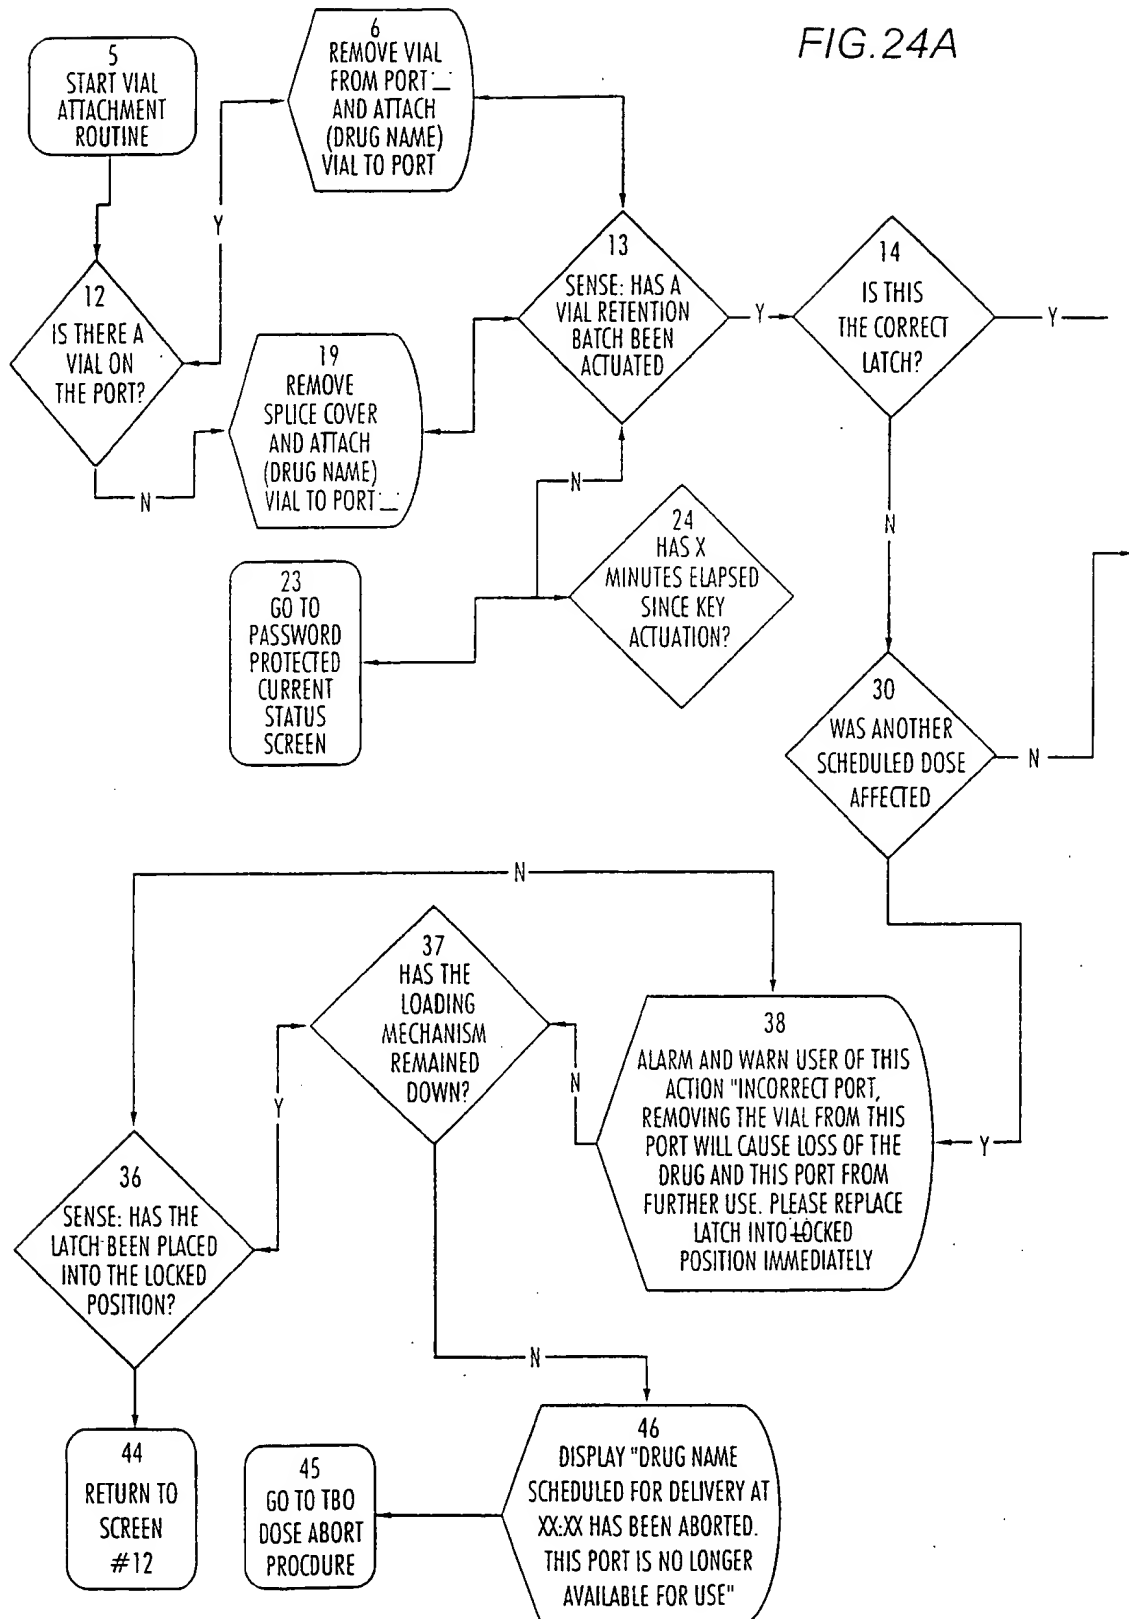 FIG.24A
5
START VIAL
ATTACHMENT
ROUTINE
6
REMOVE VIAL
FROM PORT:__
AND ATTACH
(DRUG NAME)
VIAL TO PORT
Y
12
IS THERE A
VIAL ON
THE PORT?
N
19
REMOVE
SPLICE COVER
AND ATTACH
(DRUG NAME)
VIAL TO PORT:__
13
SENSE: HAS A
VIAL RETENTION
BATCH BEEN
ACTUATED
Y
14
IS THIS
THE CORRECT
LATCH?
Y
N
N
24
HAS X
MINUTES ELAPSED
SINCE KEY
ACTUATION?
23
GO TO
PASSWORD
PROTECTED
CURRENT
STATUS
SCREEN
30
WAS ANOTHER
SCHEDULED DOSE
AFFECTED
N
Y
N
37
HAS THE
LOADING
MECHANISM
REMAINED
DOWN?
N
Y
38
ALARM AND WARN USER OF THIS
ACTION "INCORRECT PORT,
REMOVING THE VIAL FROM THIS
PORT WILL CAUSE LOSS OF THE
DRUG AND THIS PORT FROM
FURTHER USE. PLEASE REPLACE
LATCH INTO LOCKED
POSITION IMMEDIATELY
36
SENSE: HAS THE
LATCH BEEN PLACED
INTO THE LOCKED
POSITION?
N
44
RETURN TO
SCREEN
#12
45
GO TO TBO
DOSE ABORT
PROCDURE
46
DISPLAY "DRUG NAME
SCHEDULED FOR DELIVERY AT
XX:XX HAS BEEN ABORTED.
THIS PORT IS NO LONGER
AVAILABLE FOR USE"